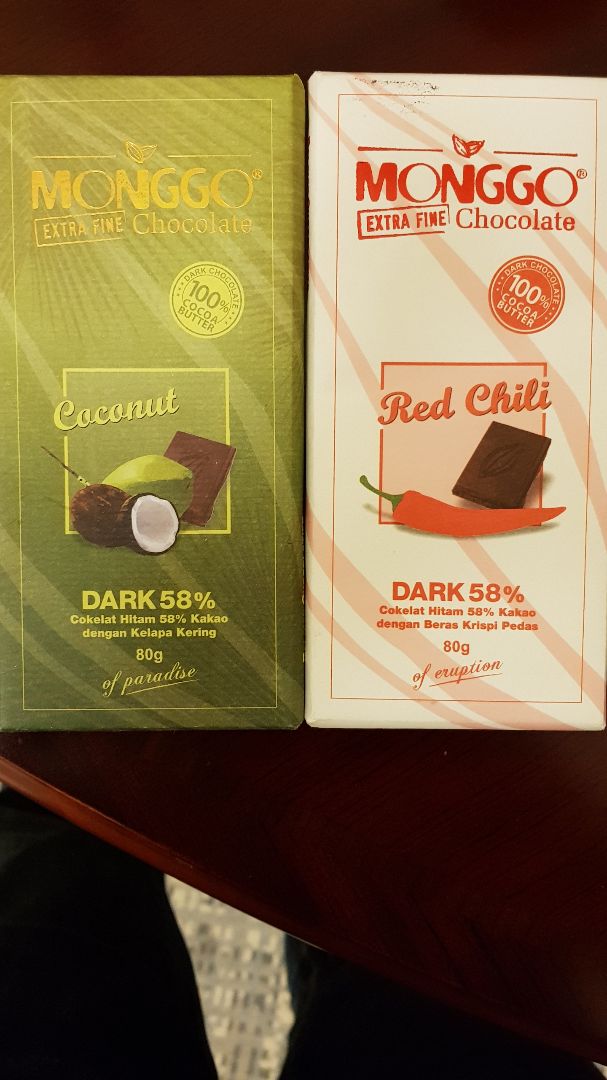 MONGGO®
EXTRA FINE Chocolate
DARK CHOCOLATE
100%
COCOA
BUTTER
Coconut
DARK 58%
Cokelat Hitam 58% Kakao
dengan Kelapa Kering
80g
of paradise
MONGGO®
EXTRA FINE Chocolate
DARK CHOCOLATE
100%
COCOA
BUTTER
Red Chili
DARK 58%
Cokelat Hitam 58% Kakao
dengan Beras Krispi Pedas
80g
of eruption